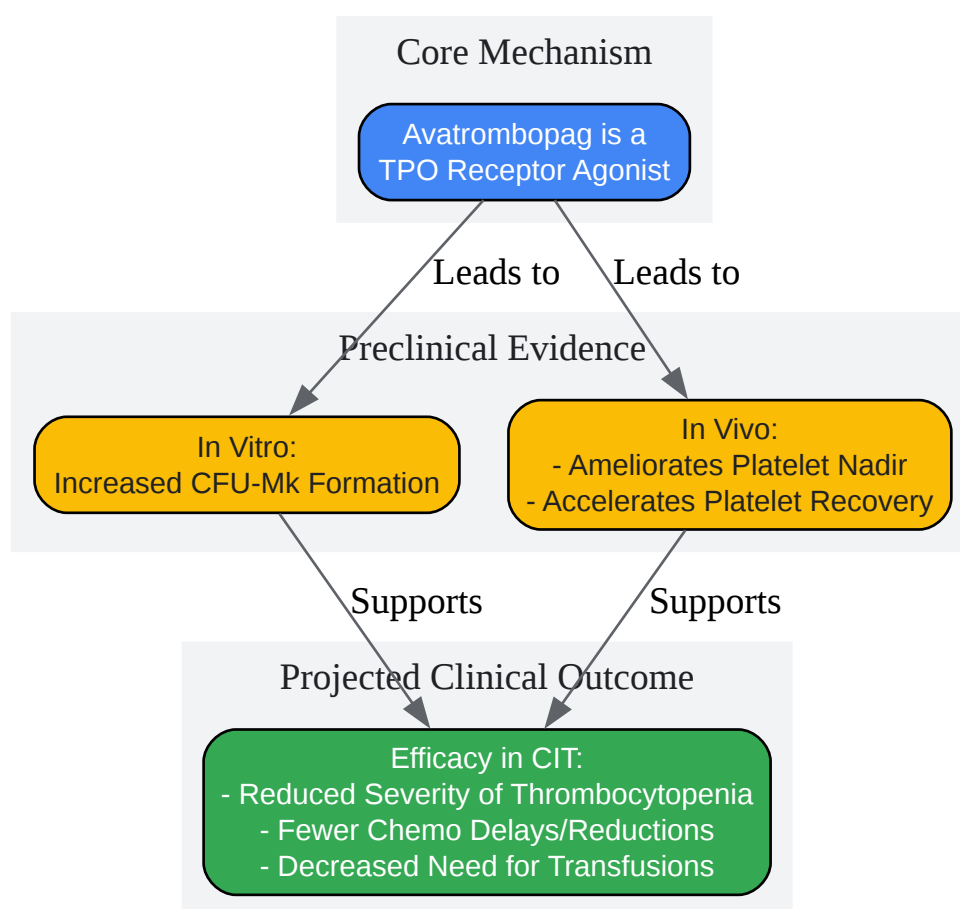 Core Mechanism
Avatrombopag is a
TPO Receptor Agonist
Leads to
Leads to
Preclinical Evidence
In Vitro:
Increased CFU-Mk Formation
In Vivo:
- Ameliorates Platelet Nadir
- Accelerates Platelet Recovery
Supports
Supports
Projected Clinical Outcome
Efficacy in CIT:
- Reduced Severity of Thrombocytopenia
- Fewer Chemo Delays/Reductions
- Decreased Need for Transfusions